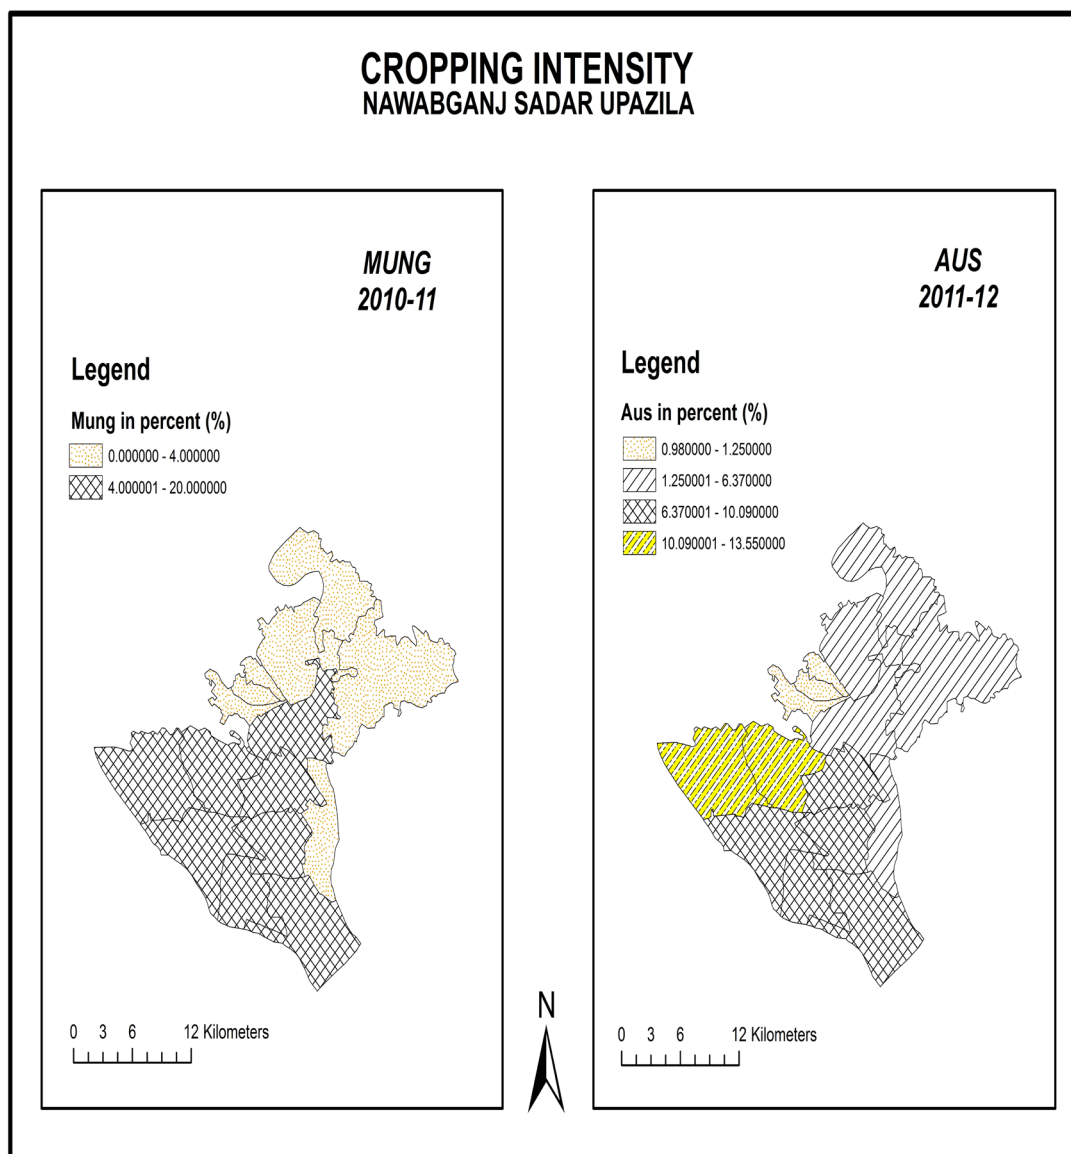 CROPPING INTENSITY
NAWABGANJ SADAR UPAZILA
MUNG
2010-11
Legend
Mung in percent (%)
0.000000 - 4.000000
4.000001 - 20.000000
0 3 6 12 Kilometers
N
AUS
2011-12
Legend
Aus in percent (%)
0.980000 - 1.250000
1.250001 - 6.370000
6.370001 - 10.090000
10.090001 - 13.550000
0 3 6 12 Kilometers